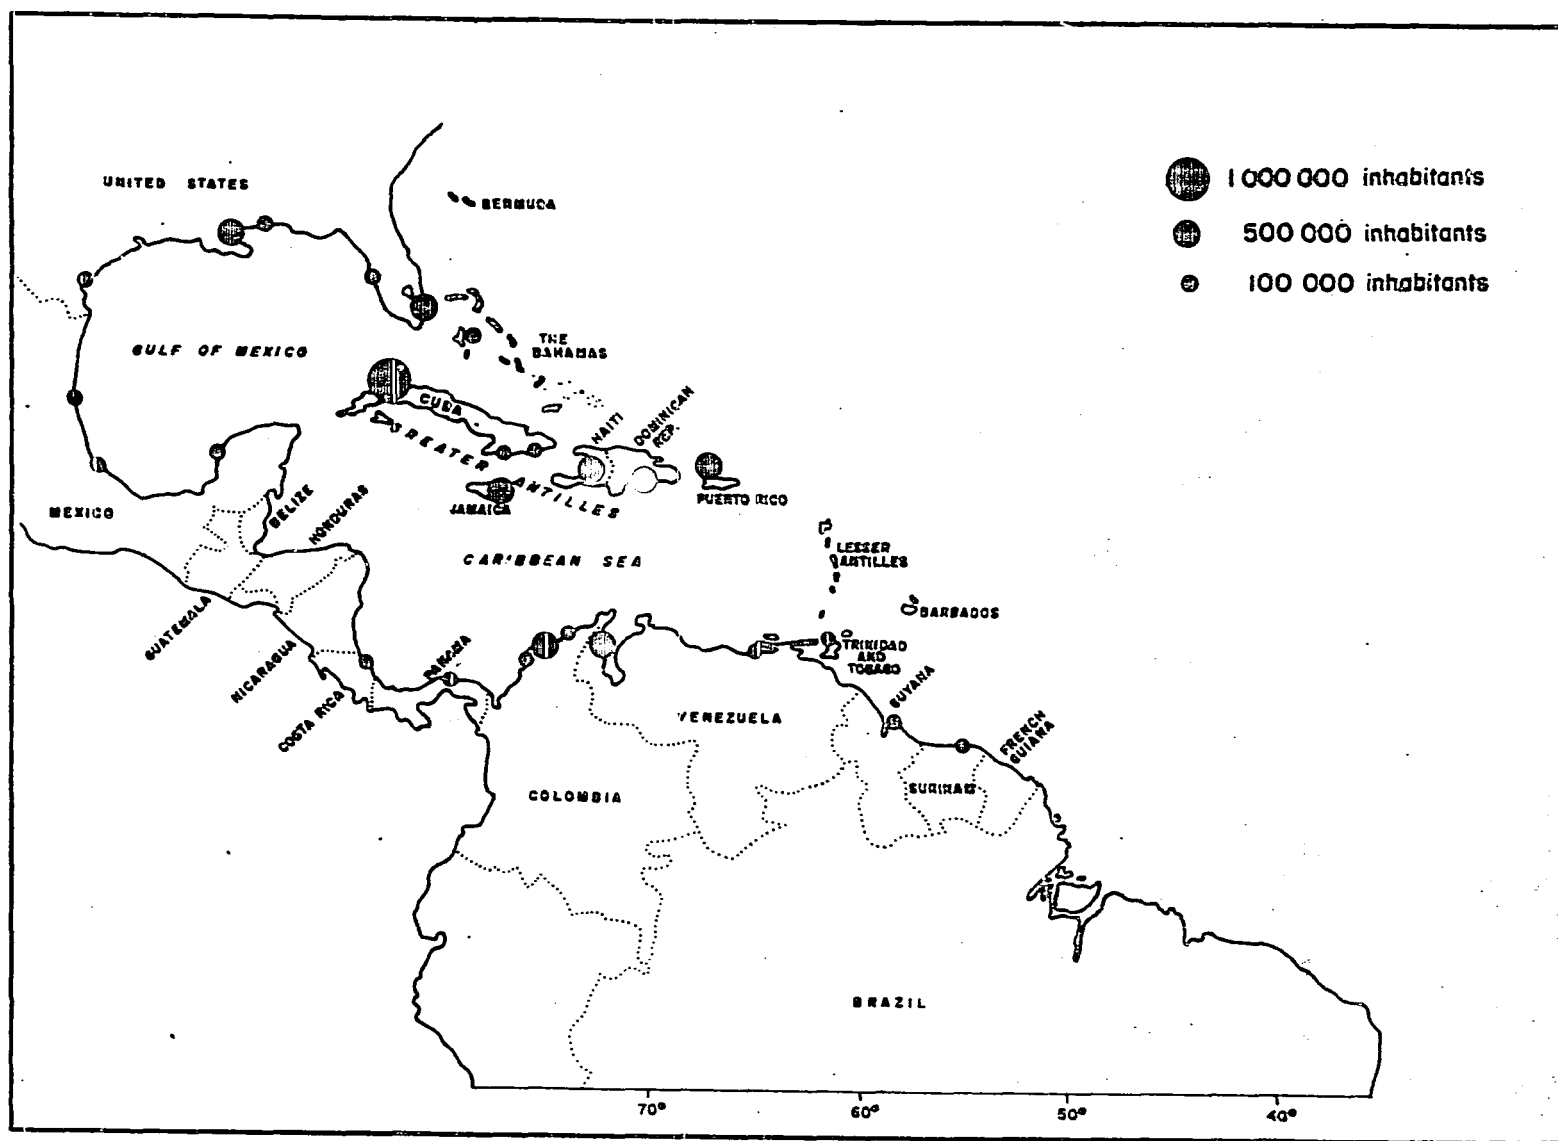 1 000 000 inhabitants
500 000 inhabitants
100 000 inhabitants
UNITED STATES
BERMUDA
GULF OF MEXICO
THE
BAHAMAS
CUBA
GREATER ANTILLES
HAITI
DOMINICAN
REP.
PUERTO RICO
JAMAICA
MEXICO
BELIZE
HONDURAS
CARIBBEAN SEA
LESSER
ANTILLES
BARBADOS
GUATEMALA
NICARAGUA
COSTA RICA
PANAMA
TRINIDAD
AND
TOBAGO
VENEZUELA
GUYANA
FRENCH
GUIANA
SURINAM
COLOMBIA
BRAZIL
70° 60° 50° 40°